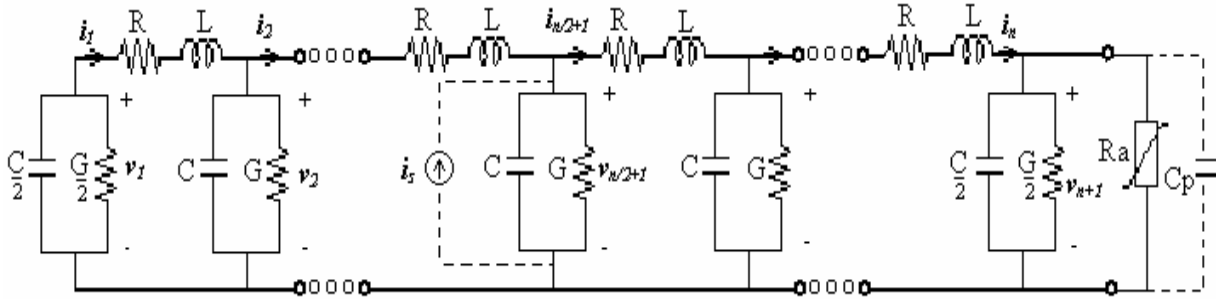 i1 R L i2 R L in/2+1 R L R L in
+ + + + +
C/2 G/2 v1 C G v2 is C G vn/2+1 C G C/2 G/2 vn+1 Ra Cp
- - - - -